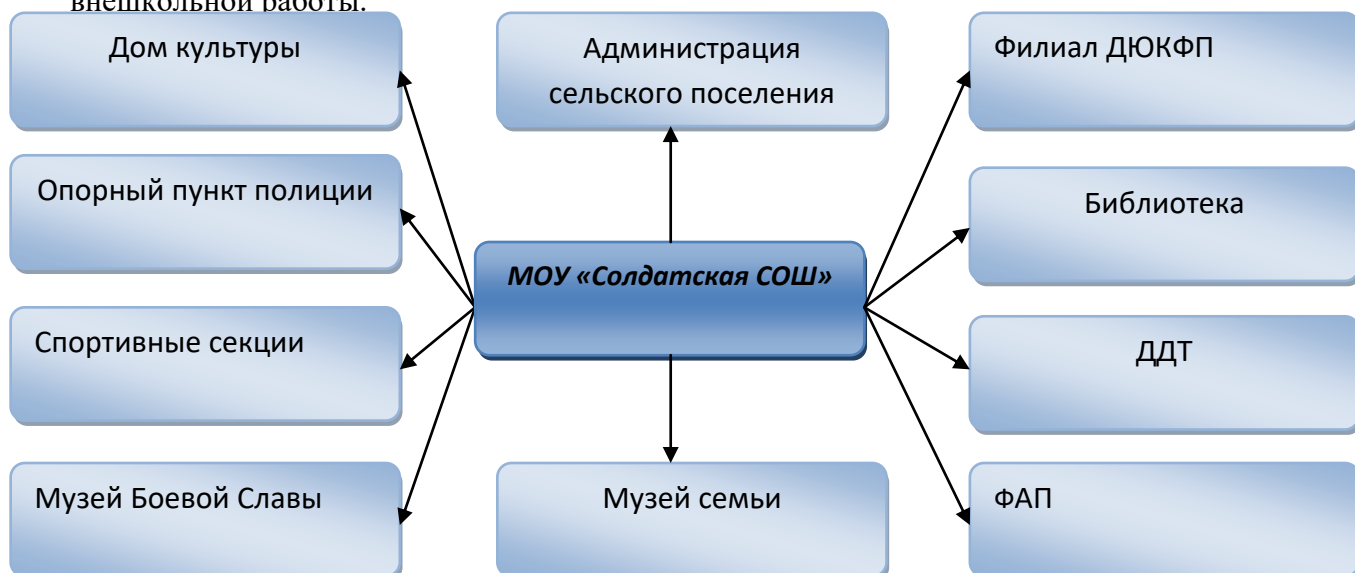 внешкольной работы.
Дом культуры
Администрация
сельского поселения
Филиал ДЮКФП
Опорный пункт полиции
Библиотека
МОУ «Солдатская СОШ»
Спортивные секции
ДДТ
Музей Боевой Славы
Музей семьи
ФАП